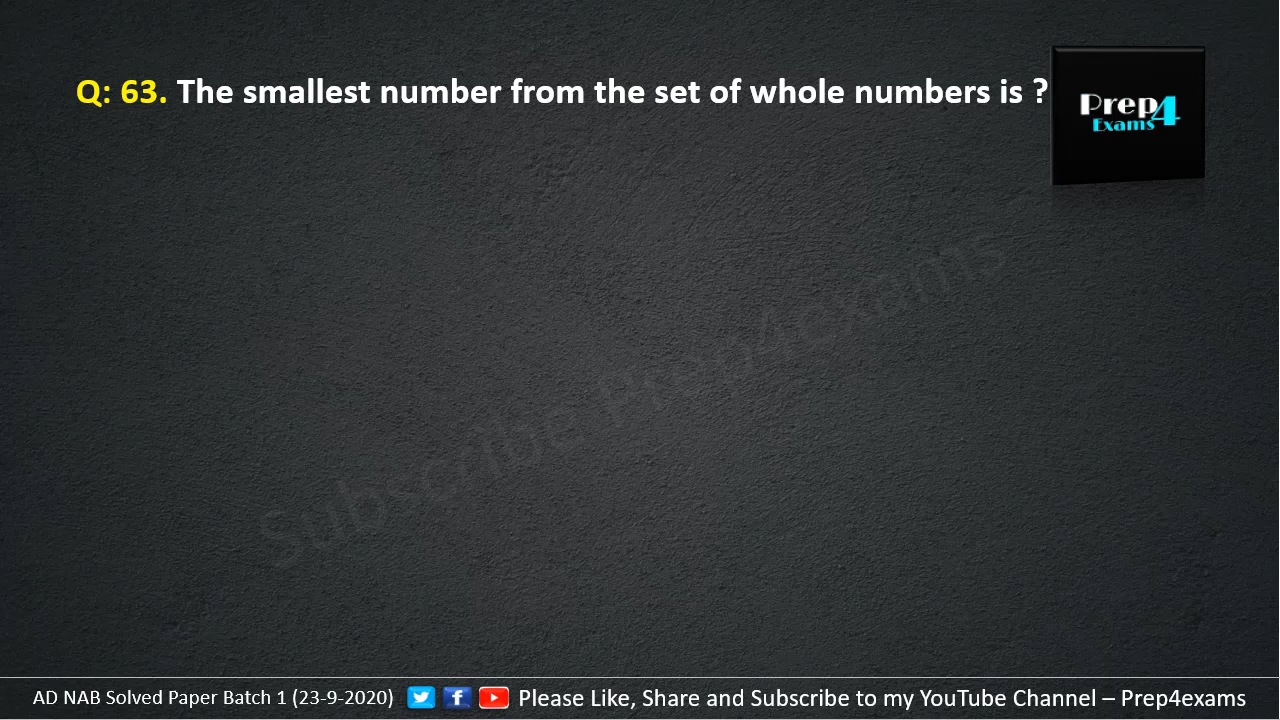 Q: 63. The smallest number from the set of whole numbers is ?
Prep4
Exams
Subscribe Prep4exams
AD NAB Solved Paper Batch 1 (23-9-2020) Please Like, Share and Subscribe to my YouTube Channel – Prep4exams